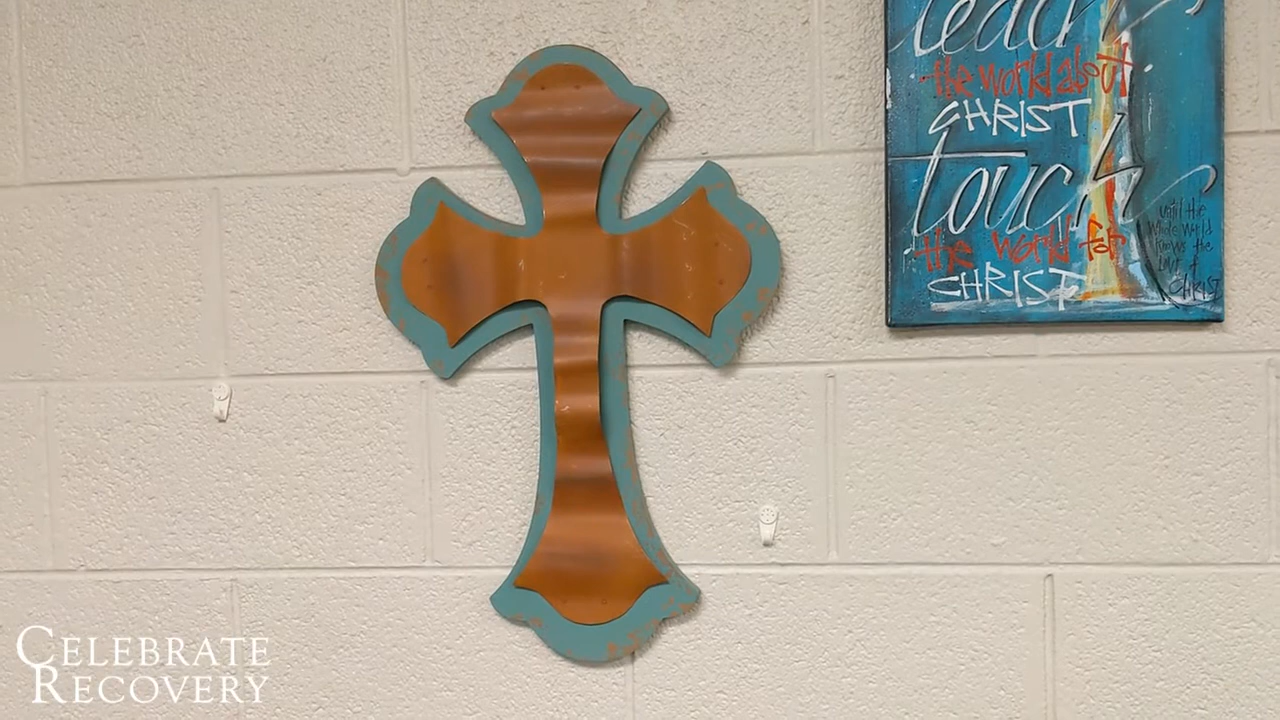 teach
the world about
CHRIST
touch
the world for
CHRIST
until the
whole world
knows the
love of
CHRIST
CELEBRATE
RECOVERY